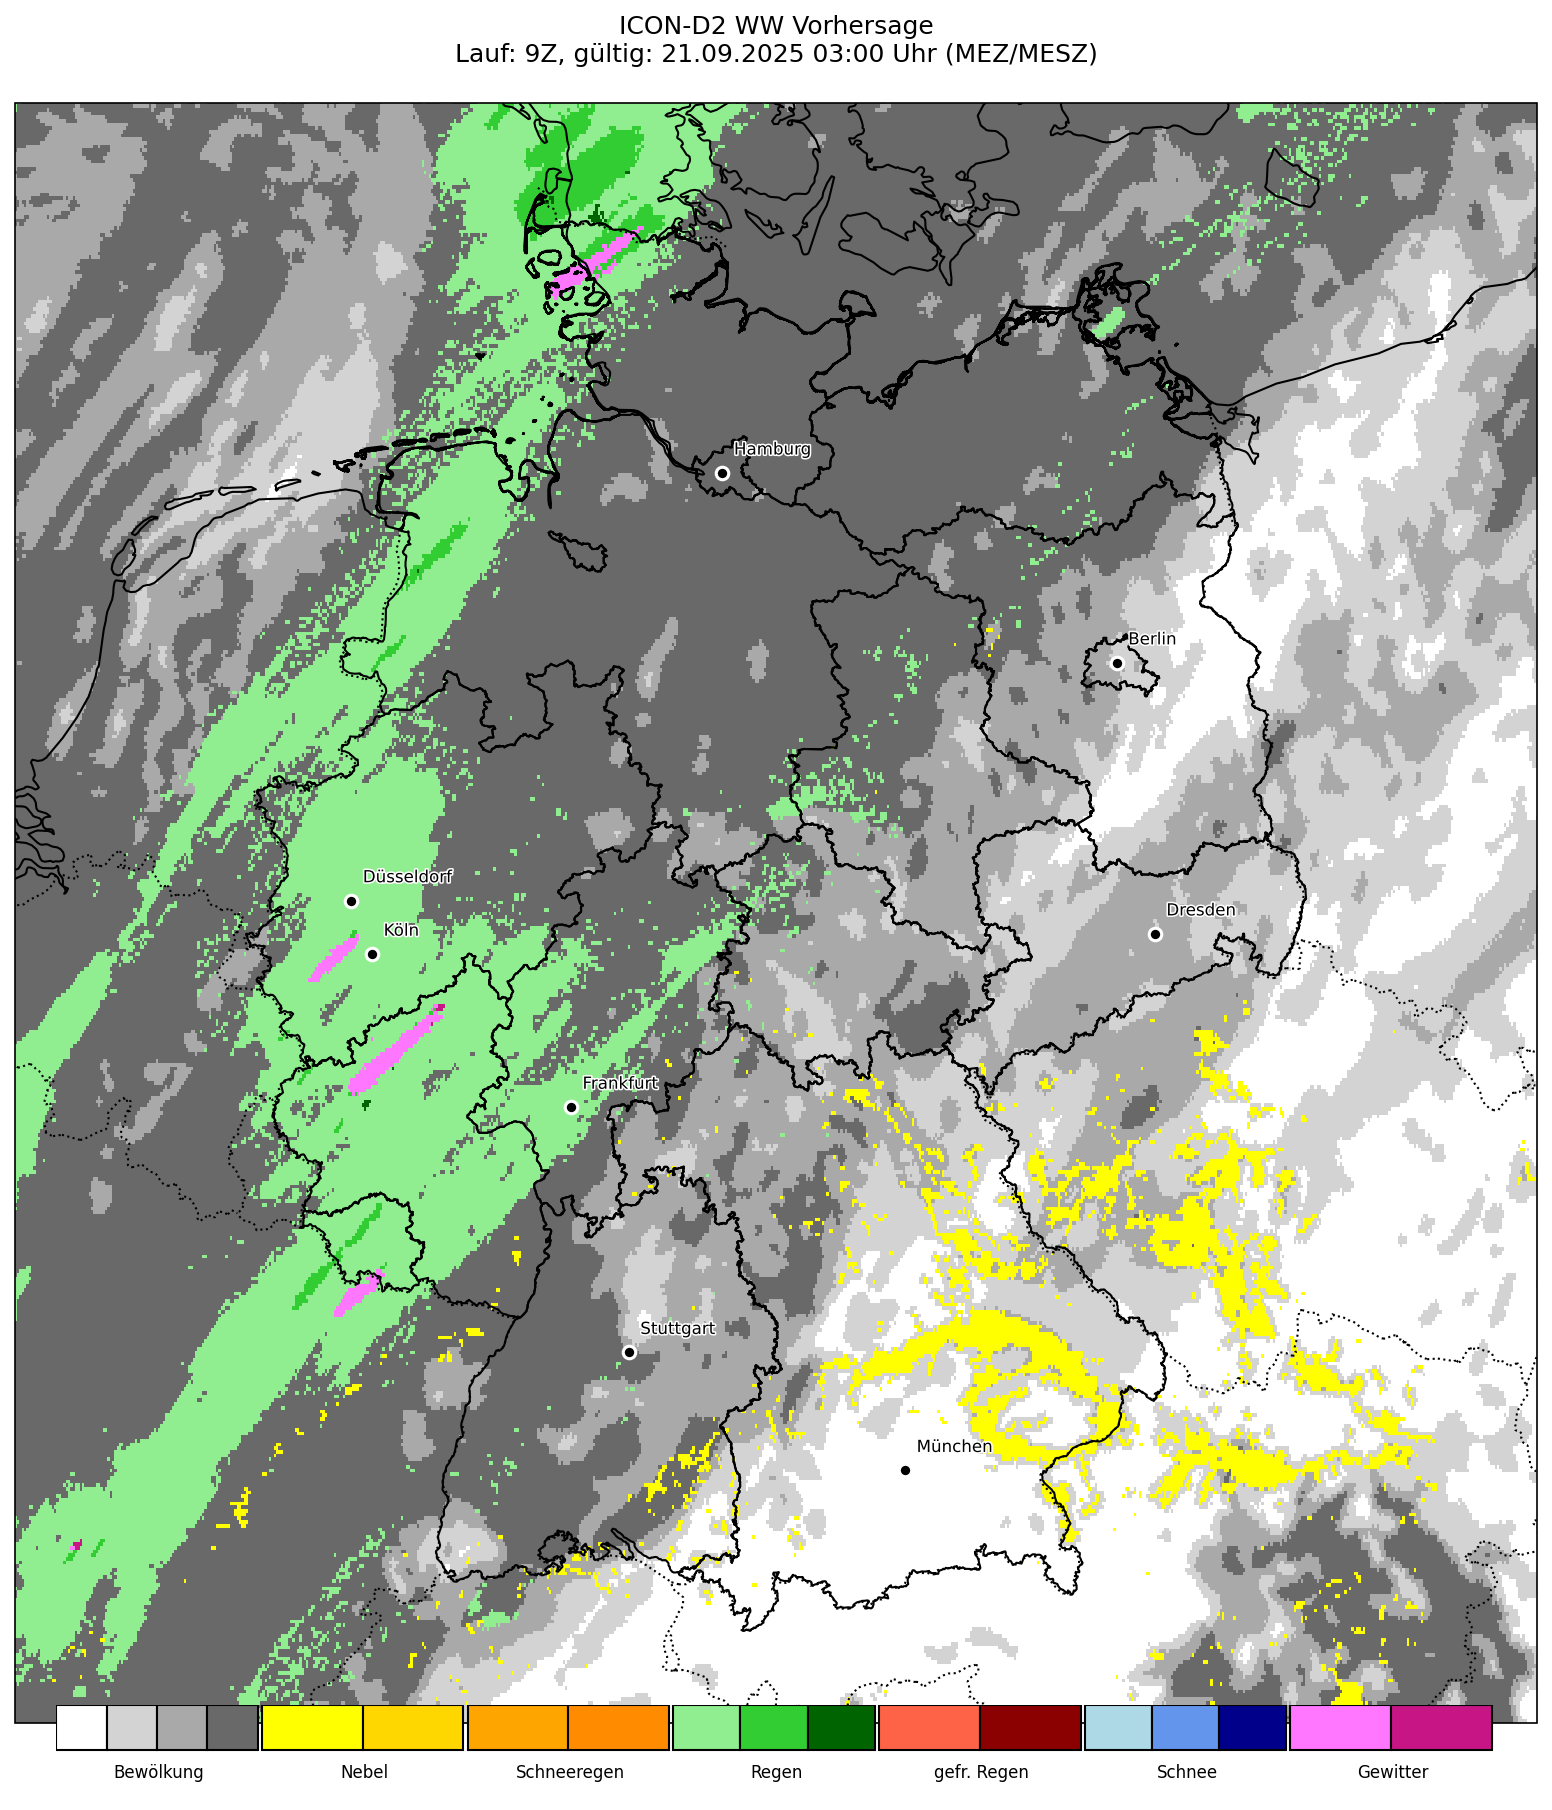 ICON-D2 WW Vorhersage
Lauf: 9Z, gültig: 21.09.2025 03:00 Uhr (MEZ/MESZ)
Hamburg
Berlin
Düsseldorf
Köln
Dresden
Frankfurt
Stuttgart
München
Bewölkung
Nebel
Schneeregen
Regen
gefr. Regen
Schnee
Gewitter